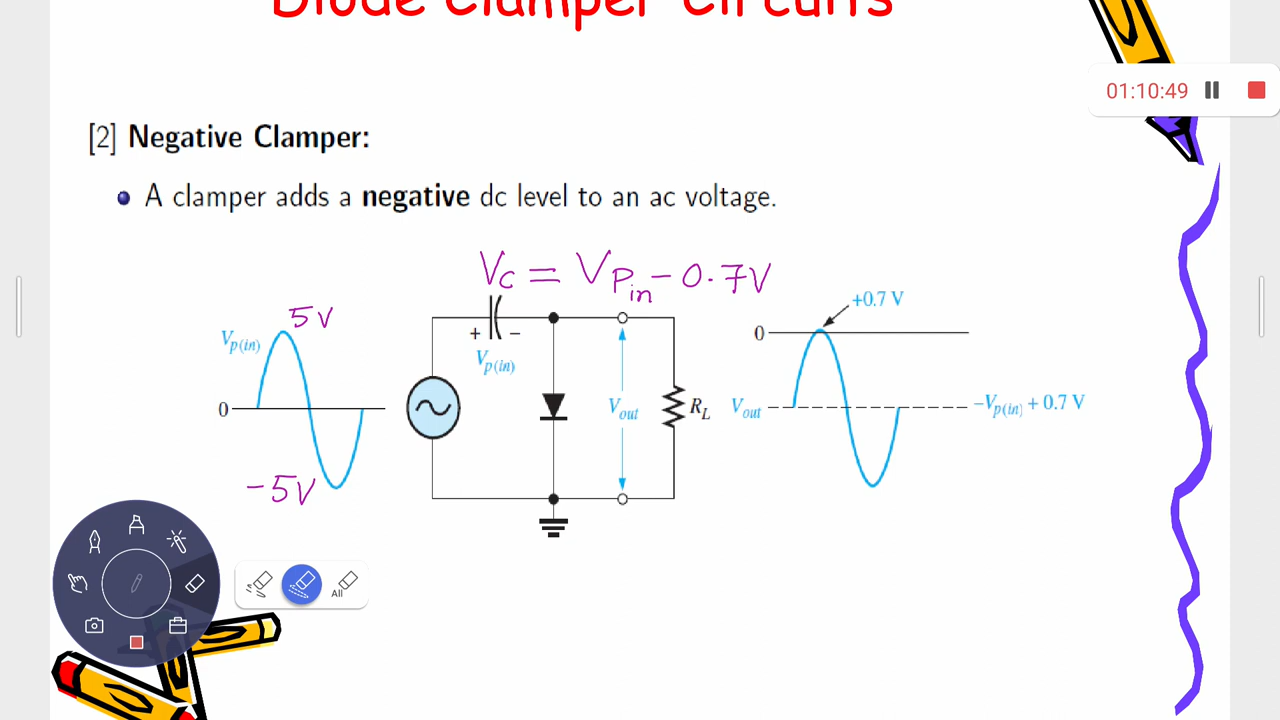 Diode Clamper Circuits
01:10:49
[2] Negative Clamper:
A clamper adds a negative dc level to an ac voltage.
VC = VPin - 0.7V
5V
Vp(in)
0
-5V
+ −
Vp(in)
Vout
RL
+0.7 V
0
Vout
−Vp(in) + 0.7 V
All